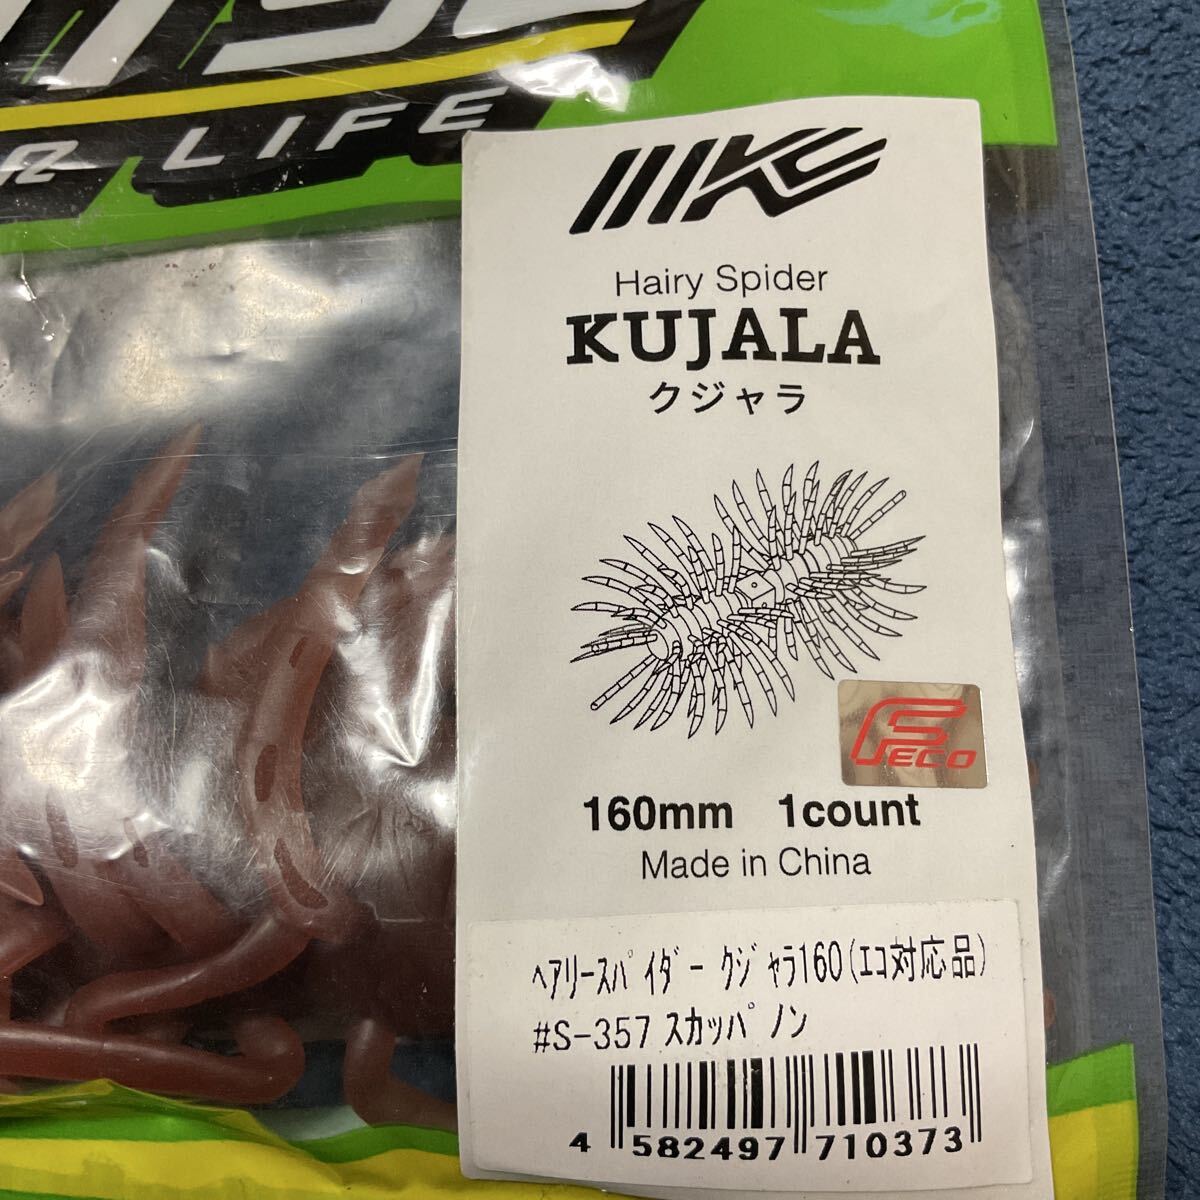 R LIFE
IKC
Hairy Spider
KUJALA
クジャラ
FECO
160mm 1count
Made in China
ﾍｱﾘｰｽﾊﾟｲﾀﾞｰ ｸｼﾞｬﾗ160(ｴｺ対応品)
#S-357 ｽｶｯﾊﾟﾉﾝ
4 582497 710373